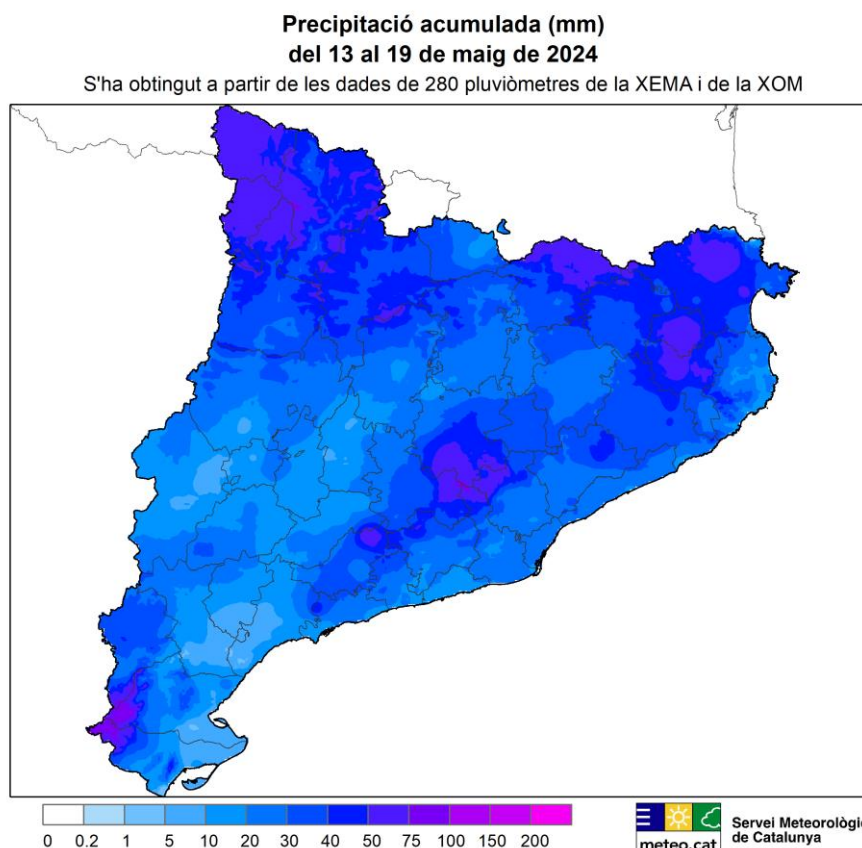 Precipitació acumulada (mm)
del 13 al 19 de maig de 2024
S'ha obtingut a partir de les dades de 280 pluviòmetres de la XEMA i de la XOM
0 0.2 1 5 10 20 30 40 50 75 100 150 200
meteo.cat
Servei Meteorològic
de Catalunya